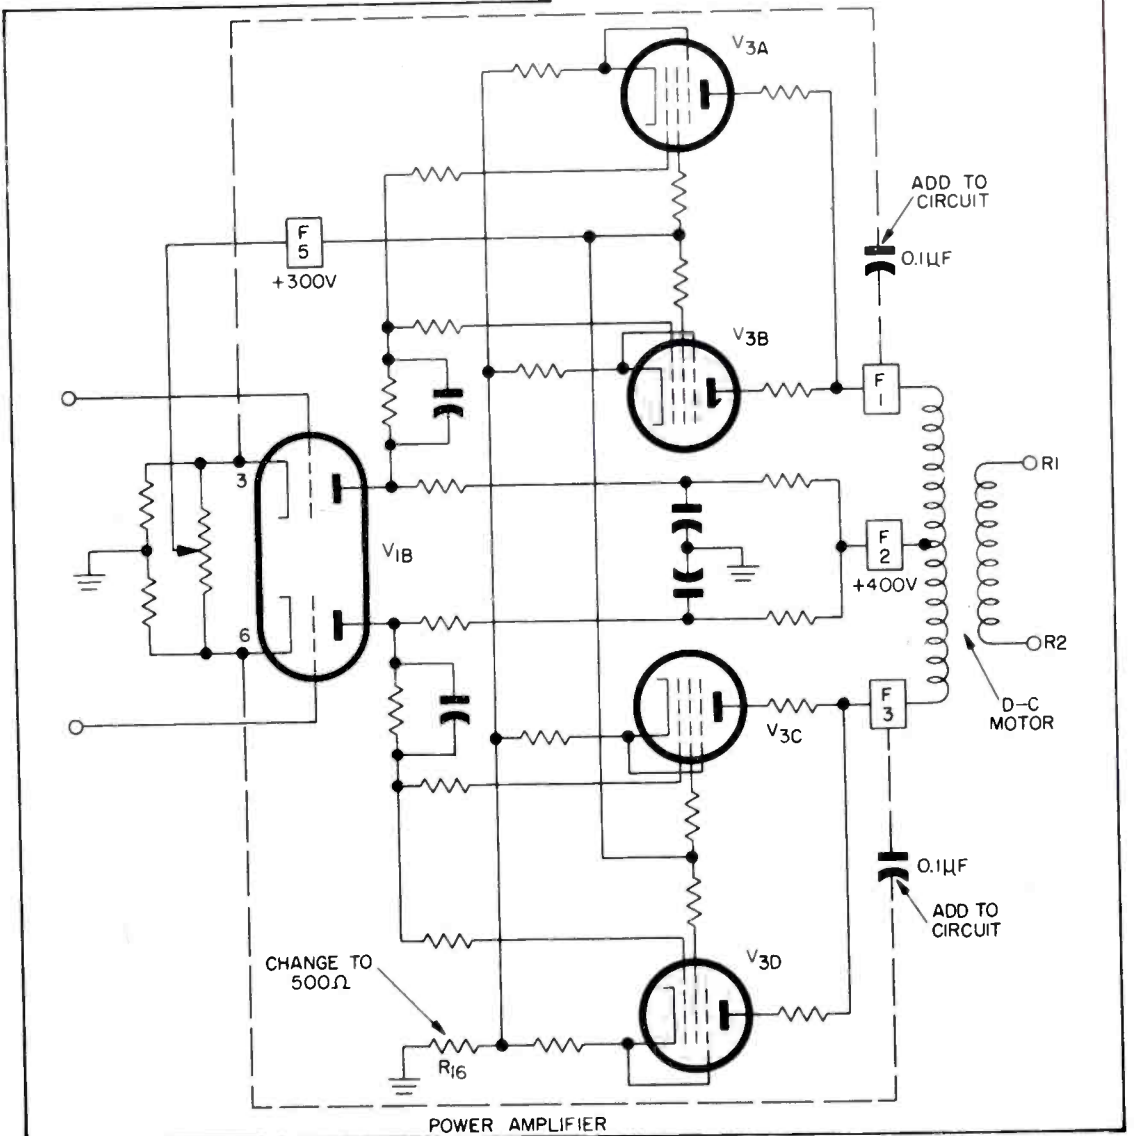 V3A
ADD TO
CIRCUIT
F
5
0.1µF
+300V
V3B
F
1
3
R1
V1B
F
2
+400V
6
R2
F
3
D-C
MOTOR
V3C
0.1µF
ADD TO
CIRCUIT
V3D
CHANGE TO
500Ω
R16
POWER AMPLIFIER